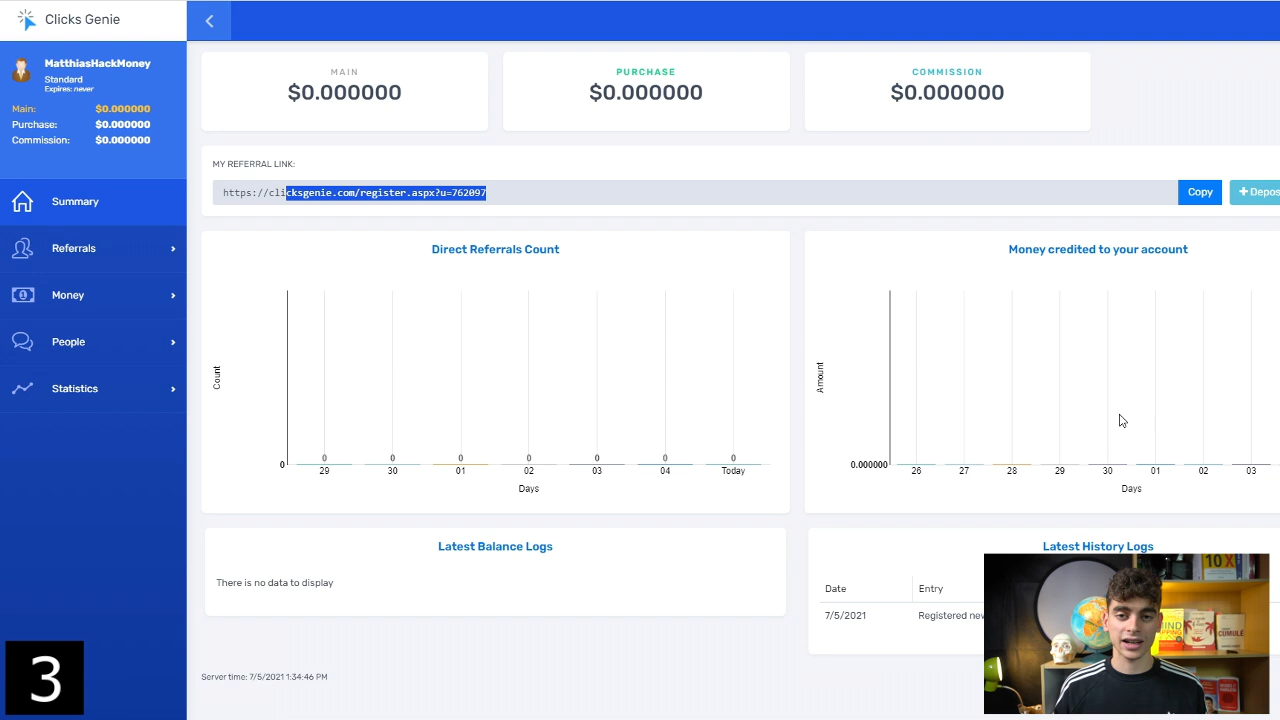 Clicks Genie
MatthiasHackMoney
Standard
Expires: never
Main: $0.000000
Purchase: $0.000000
Commission: $0.000000
Summary
Referrals
Money
People
Statistics
3
MAIN
$0.000000
PURCHASE
$0.000000
COMMISSION
$0.000000
MY REFERRAL LINK:
https://clicksgenie.com/register.aspx?u=762097
Copy
+ Depos
Direct Referrals Count
Count
0 0 0 0 0 0 0
0
29 30 01 02 03 04 Today
Days
Money credited to your account
Amount
0.000000
26 27 28 29 30 01 02 03
Days
Latest Balance Logs
There is no data to display
Latest History Logs
Date Entry
7/5/2021 Registered new
10X
CUMULE
Server time: 7/5/2021 1:34:46 PM